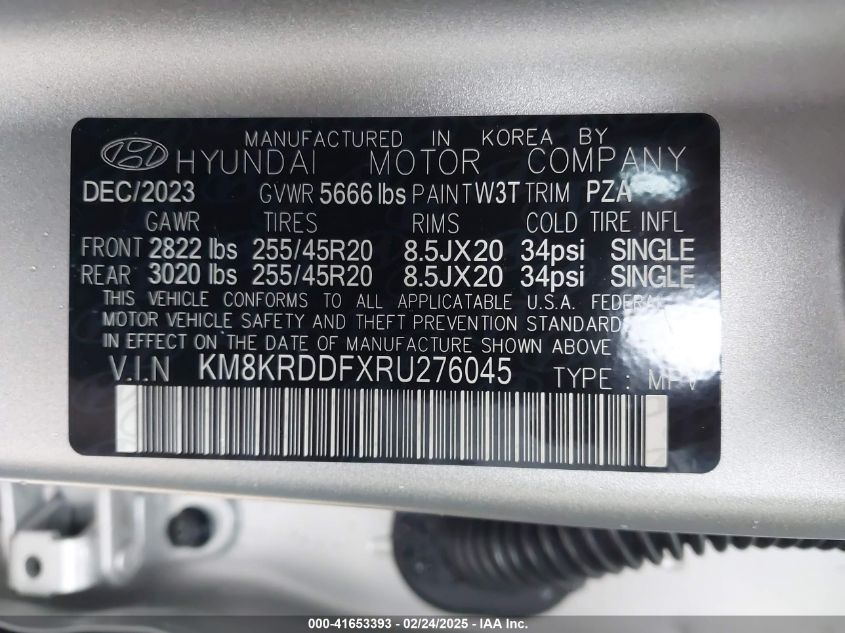 MANUFACTURED IN KOREA BY
HYUNDAI MOTOR COMPANY
DEC/2023 GVWR 5666 lbs PAINT W3T TRIM PZA
GAWR TIRES RIMS COLD TIRE INFL
FRONT 2822 lbs 255/45R20 8.5JX20 34psi SINGLE
REAR 3020 lbs 255/45R20 8.5JX20 34psi SINGLE
THIS VEHICLE CONFORMS TO ALL APPLICABLE U.S.A. FEDERAL
MOTOR VEHICLE SAFETY AND THEFT PREVENTION STANDARD
IN EFFECT ON THE DATE OF MANUFACTURE SHOWN ABOVE
V.I.N KM8KRDDFXRU276045 TYPE : MPV
000-41653393 - 02/24/2025 - IAA Inc.